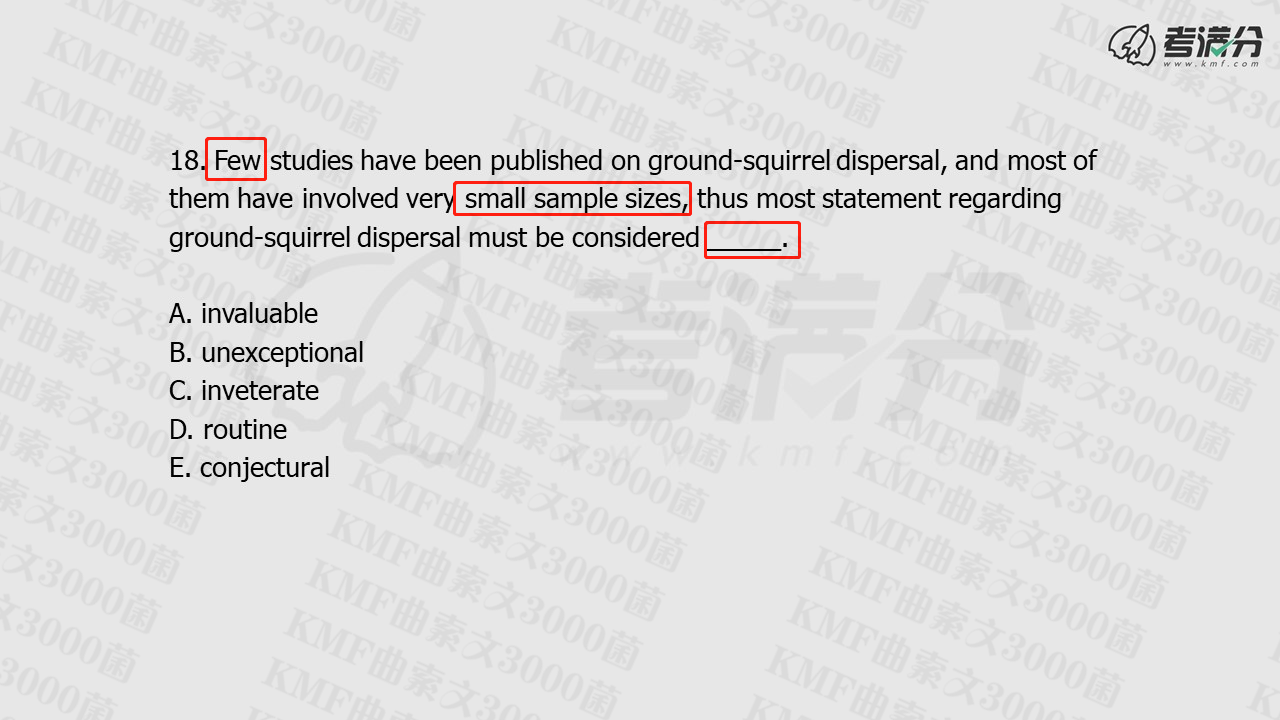 考满分
www.kmf.com
18. Few studies have been published on ground-squirrel dispersal, and most of
them have involved very small sample sizes, thus most statement regarding
ground-squirrel dispersal must be considered _____.
A. invaluable
B. unexceptional
C. inveterate
D. routine
E. conjectural
KMF曲索文3000菌